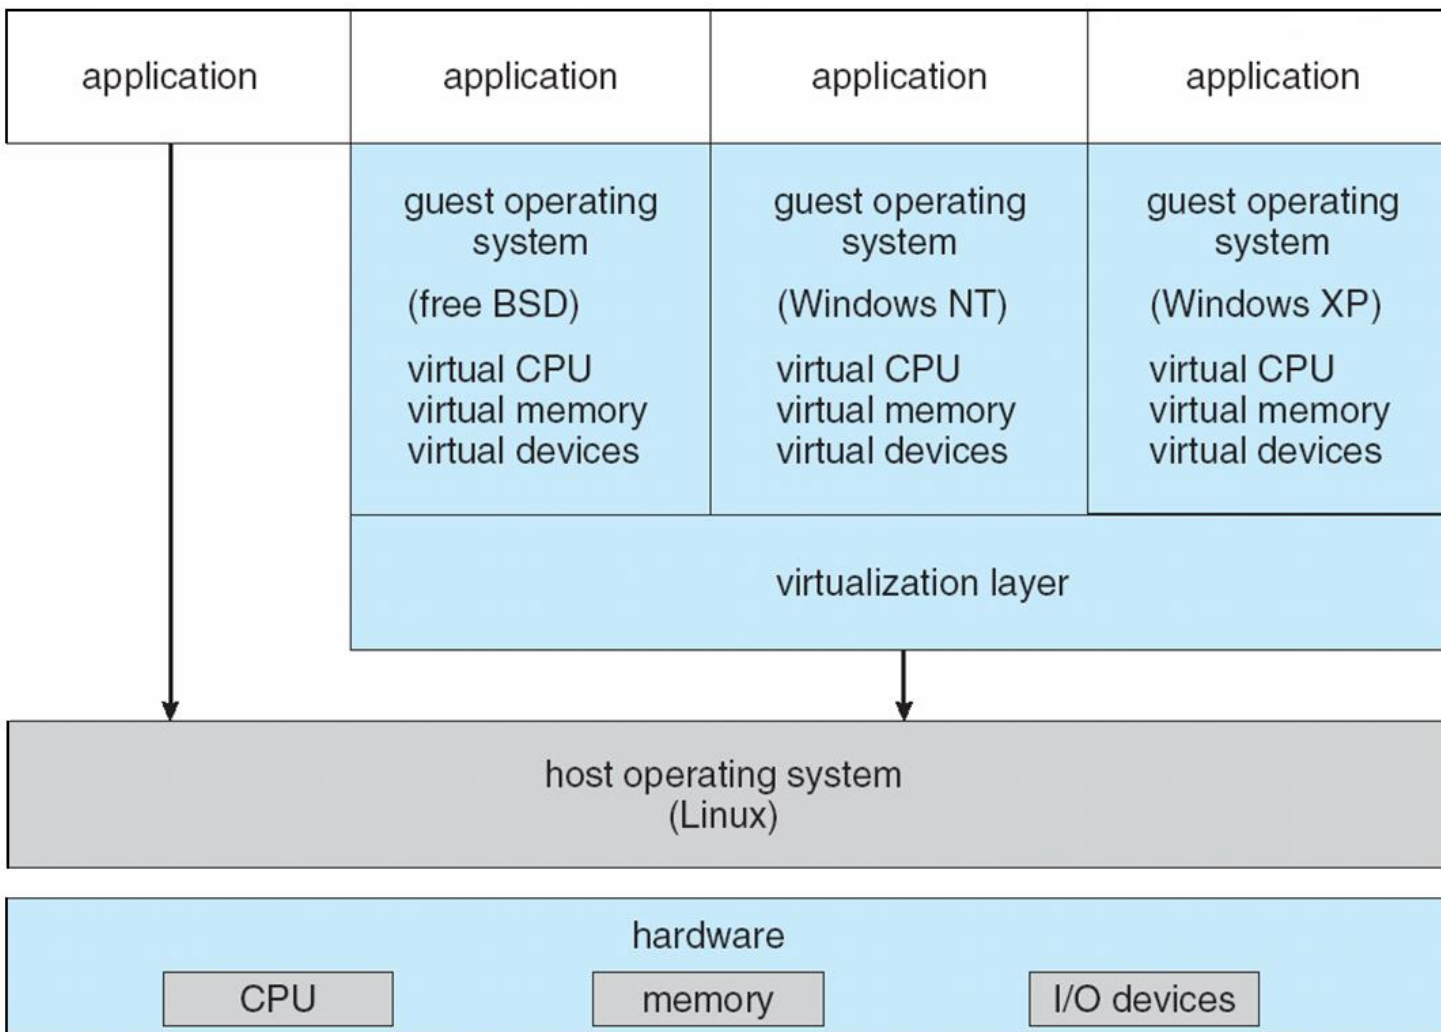 application
application
application
application
guest operating
system
(free BSD)
virtual CPU
virtual memory
virtual devices
guest operating
system
(Windows NT)
virtual CPU
virtual memory
virtual devices
guest operating
system
(Windows XP)
virtual CPU
virtual memory
virtual devices
virtualization layer
host operating system
(Linux)
hardware
CPU
memory
I/O devices